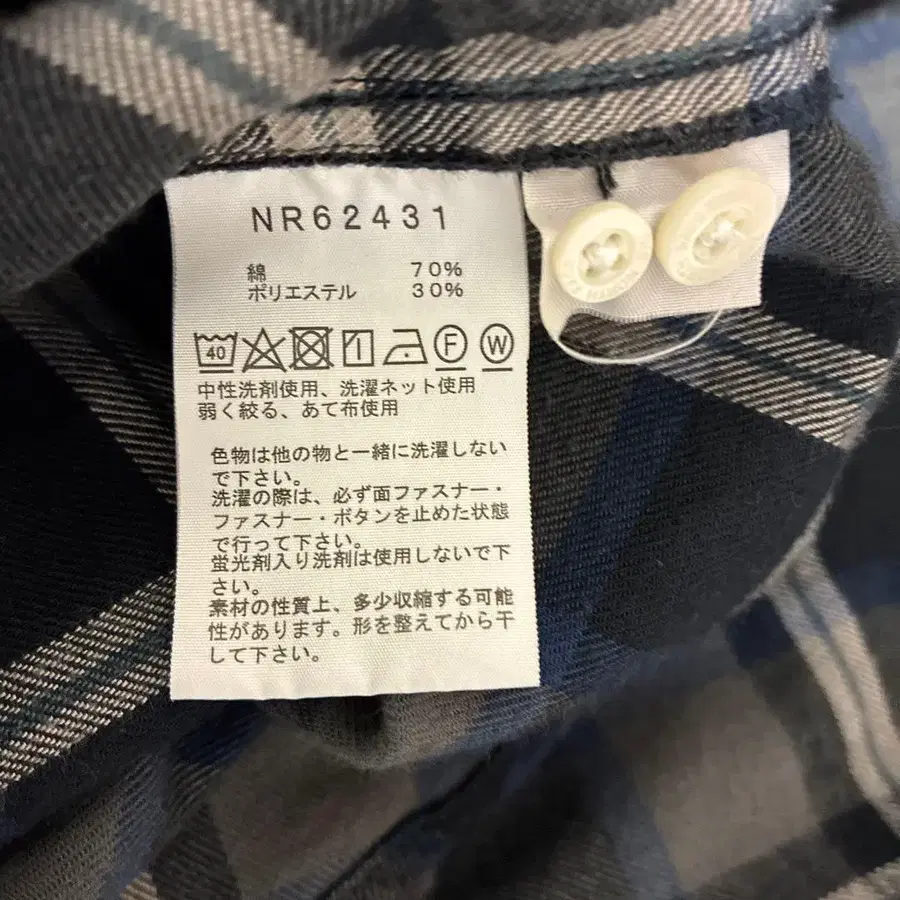 NR62431
綿 70%
ポリエステル 30%
40 F W
中性洗剤使用、洗濯ネット使用
弱く絞る、あて布使用
色物は他の物と一緒に洗濯しない
で下さい。
洗濯の際は、必ず面ファスナー・
ファスナー・ボタンを止めた状態
で行って下さい。
蛍光剤入り洗剤は使用しないで下
さい。
素材の性質上、多少収縮する可能
性があります。形を整えてから干
して下さい。